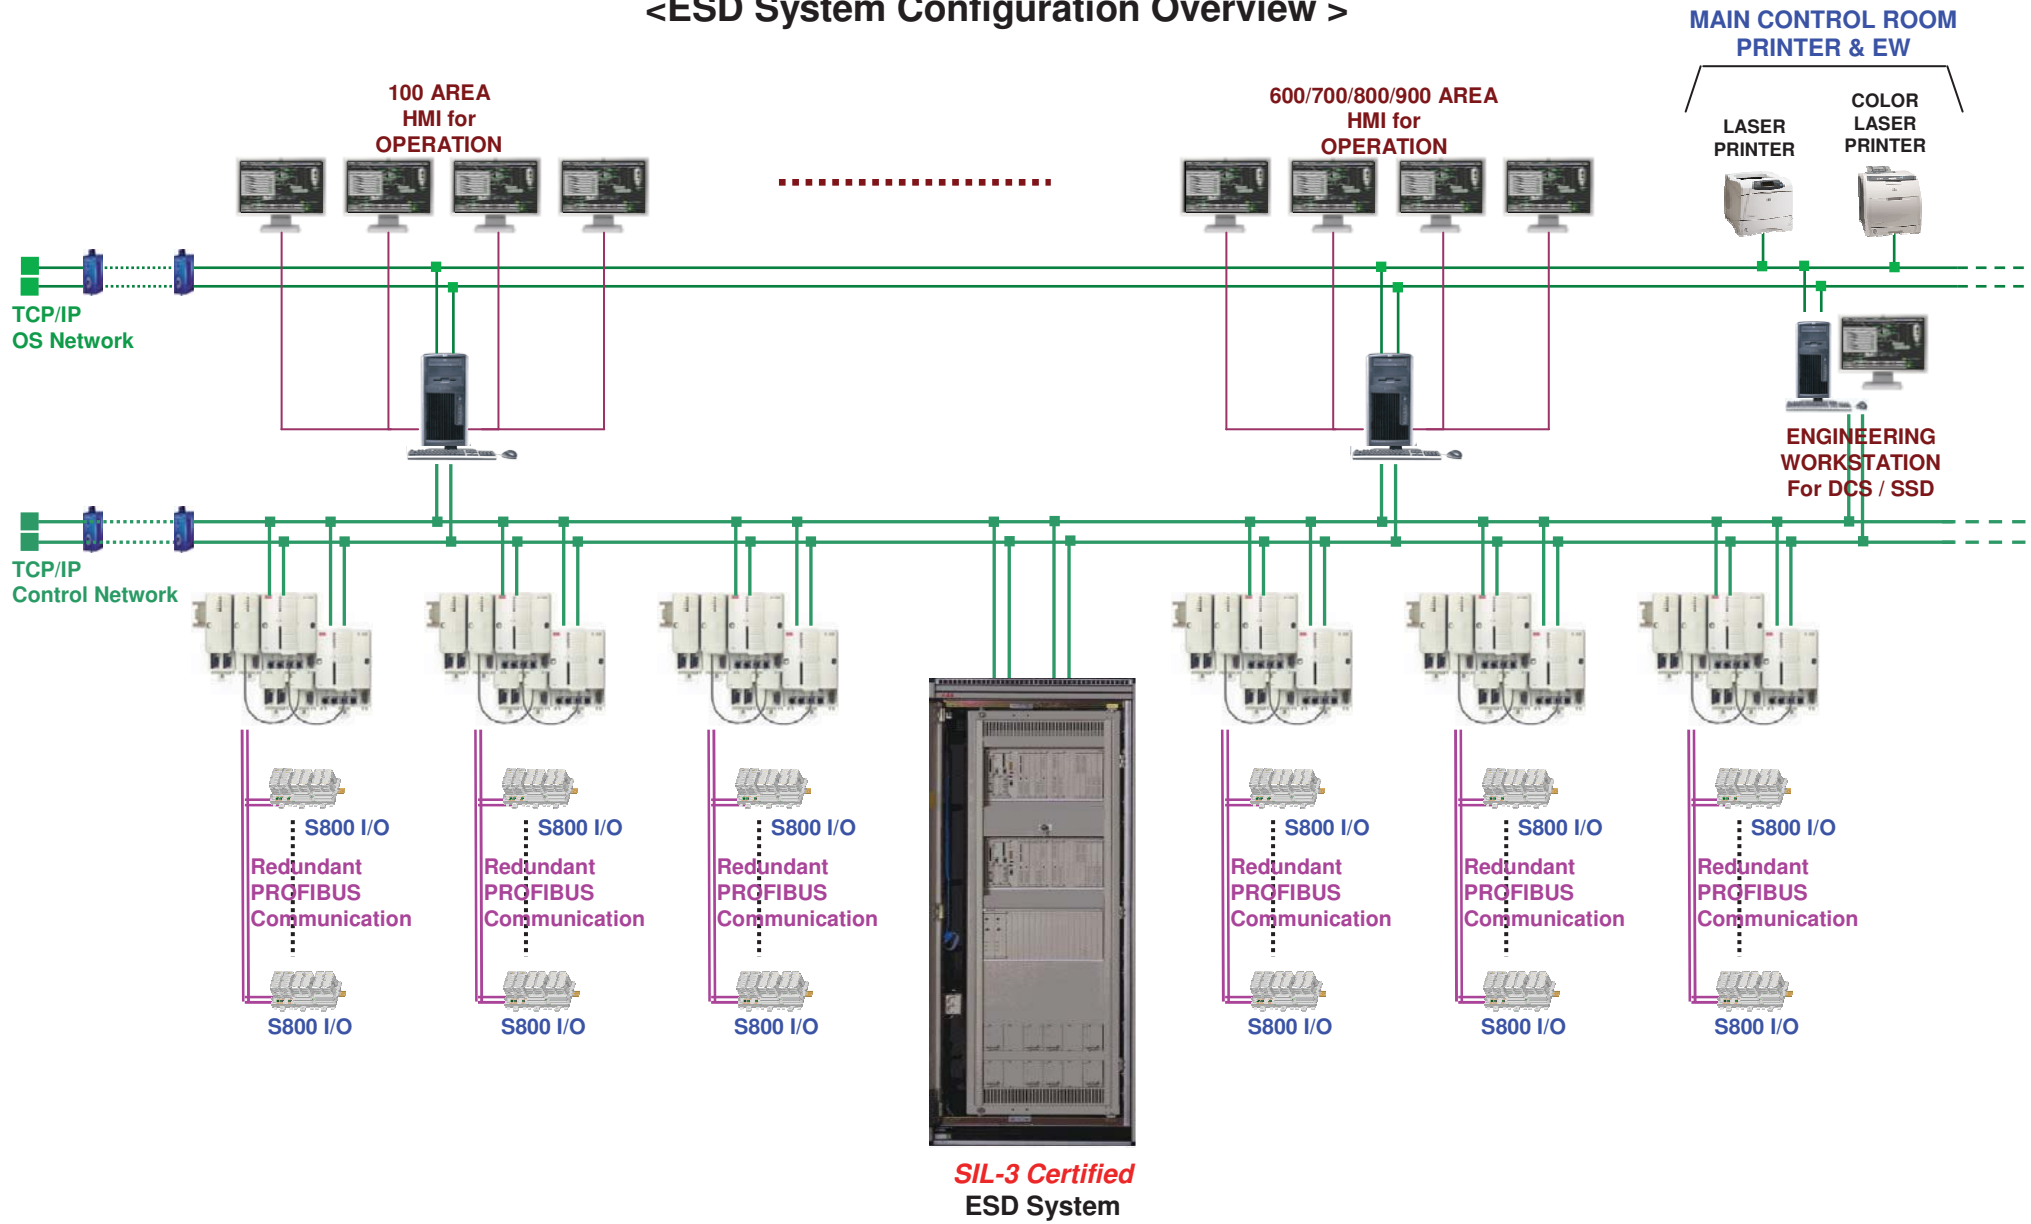 <ESD System Configuration Overview >
MAIN CONTROL ROOM
PRINTER & EW
100 AREA
HMI for
OPERATION
600/700/800/900 AREA
HMI for
OPERATION
LASER
PRINTER
COLOR
LASER
PRINTER
TCP/IP
OS Network
ENGINEERING
WORKSTATION
For DCS / SSD
TCP/IP
Control Network
S800 I/O
S800 I/O
S800 I/O
S800 I/O
S800 I/O
S800 I/O
Redundant
PROFIBUS
Communication
Redundant
PROFIBUS
Communication
Redundant
PROFIBUS
Communication
Redundant
PROFIBUS
Communication
Redundant
PROFIBUS
Communication
Redundant
PROFIBUS
Communication
S800 I/O
S800 I/O
S800 I/O
S800 I/O
S800 I/O
S800 I/O
SIL-3 Certified
ESD System